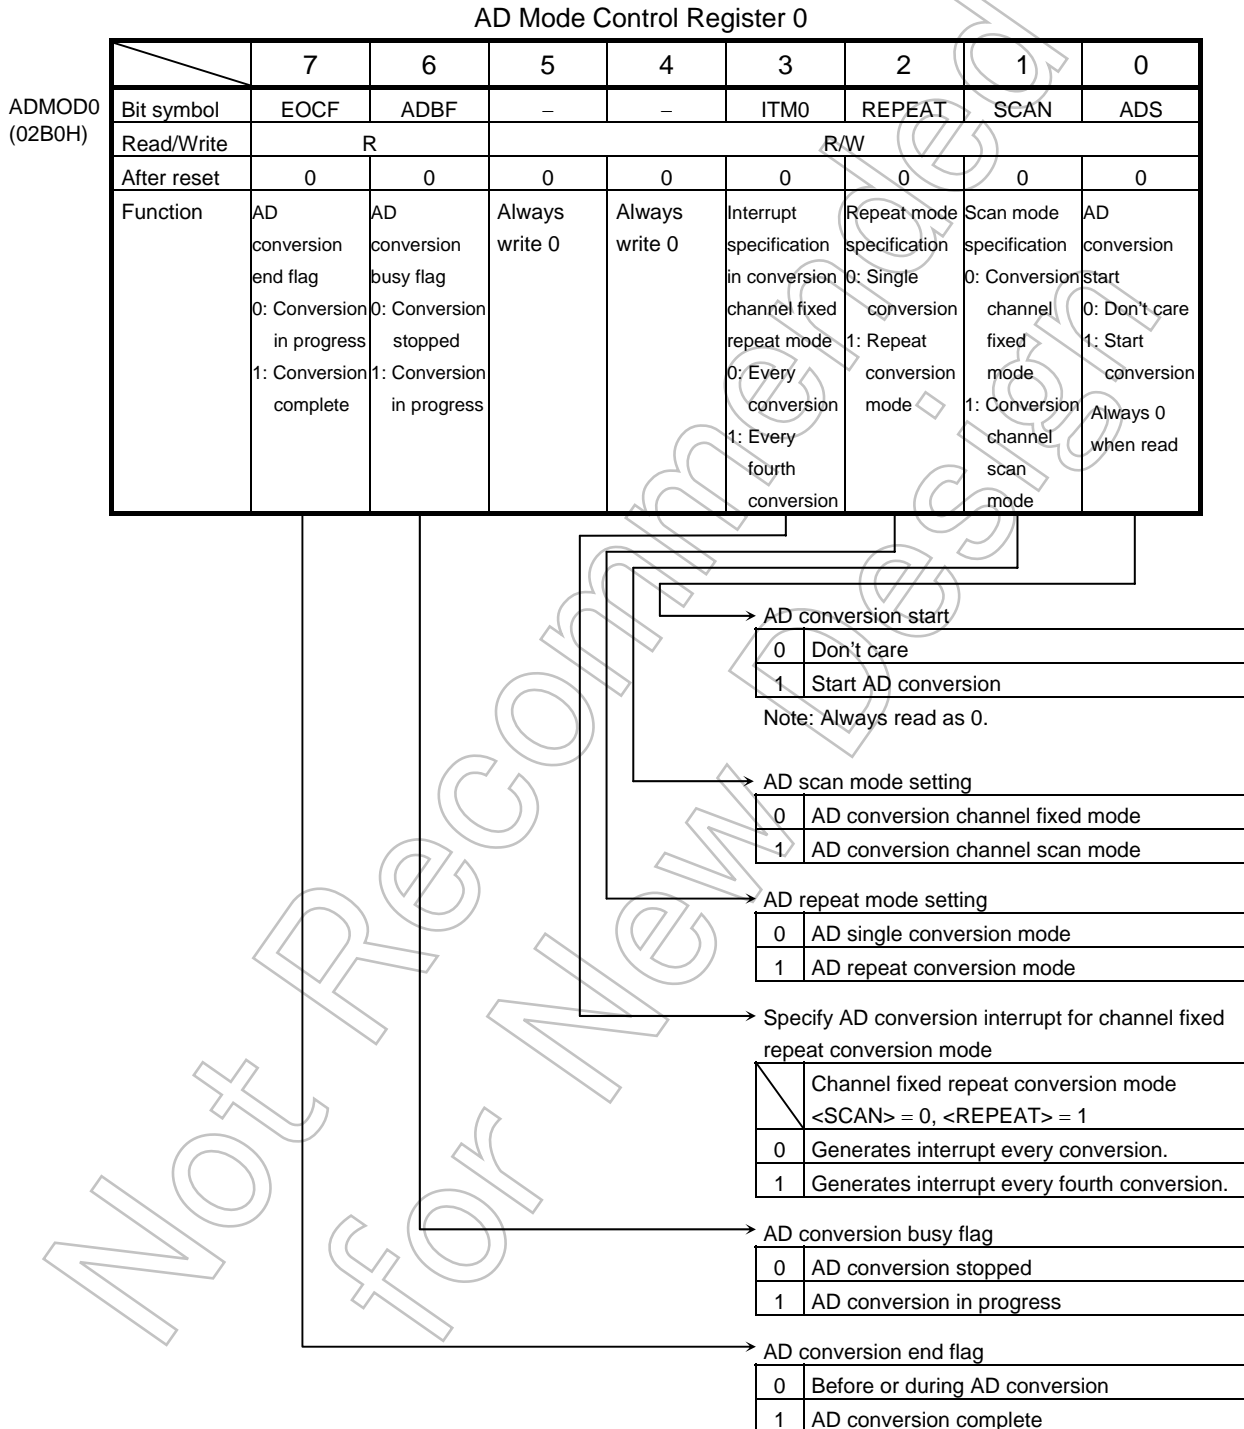 AD Mode Control Register 0
7 6 5 4 3 2 1 0
ADMOD0
(02B0H)
Bit symbol EOCF ADBF − − ITM0 REPEAT SCAN ADS
Read/Write R R/W
After reset 0 0 0 0 0 0 0 0
Function
AD
conversion
end flag
0: Conversion
in progress
1: Conversion
complete
AD
conversion
busy flag
0: Conversion
stopped
1: Conversion
in progress
Always
write 0
Always
write 0
Interrupt
specification
in conversion
channel fixed
repeat mode
0: Every
conversion
1: Every
fourth
conversion
Repeat mode
specification
0: Single
conversion
1: Repeat
conversion
mode
Scan mode
specification
0: Conversion
channel
fixed
mode
1: Conversion
channel
scan
mode
AD
conversion
start
0: Don't care
1: Start
conversion
Always 0
when read
AD conversion start
0 Don't care
1 Start AD conversion
Note: Always read as 0.
AD scan mode setting
0 AD conversion channel fixed mode
1 AD conversion channel scan mode
AD repeat mode setting
0 AD single conversion mode
1 AD repeat conversion mode
Specify AD conversion interrupt for channel fixed
repeat conversion mode
Channel fixed repeat conversion mode
<SCAN> = 0, <REPEAT> = 1
0 Generates interrupt every conversion.
1 Generates interrupt every fourth conversion.
AD conversion busy flag
0 AD conversion stopped
1 AD conversion in progress
AD conversion end flag
0 Before or during AD conversion
1 AD conversion complete
Not Recommended
for New Design